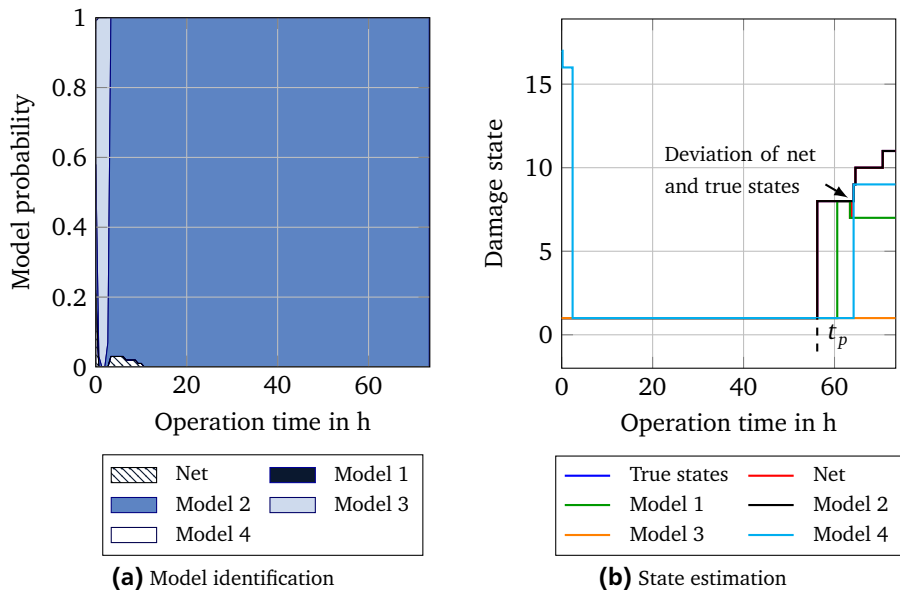 1
0.8
0.6
0.4
0.2
0
Model probability
0 20 40 60
Operation time in h
Net Model 1
Model 2 Model 3
Model 4
(a) Model identification
15
10
5
0
Damage state
Deviation of net
and true states
t_p
0 20 40 60
Operation time in h
True states Net
Model 1 Model 2
Model 3 Model 4
(b) State estimation